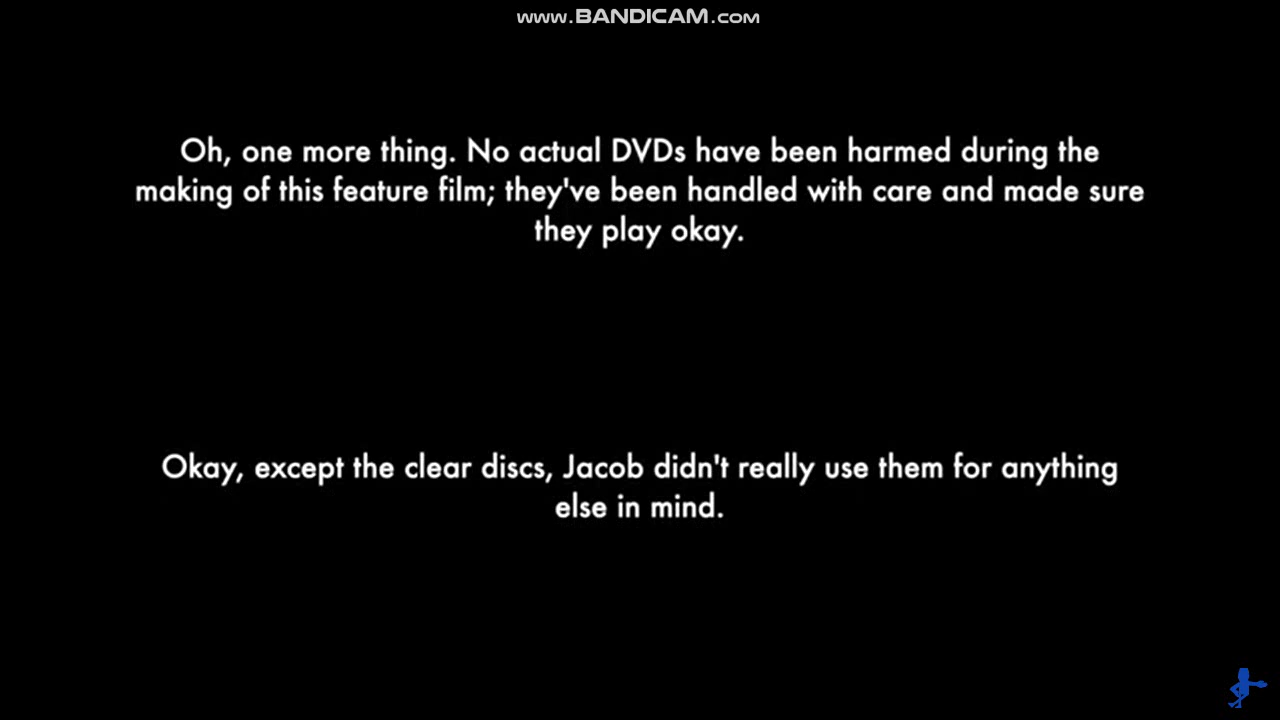 www.BANDICAM.com
Oh, one more thing. No actual DVDs have been harmed during the
making of this feature film; they've been handled with care and made sure
they play okay.
Okay, except the clear discs, Jacob didn't really use them for anything
else in mind.